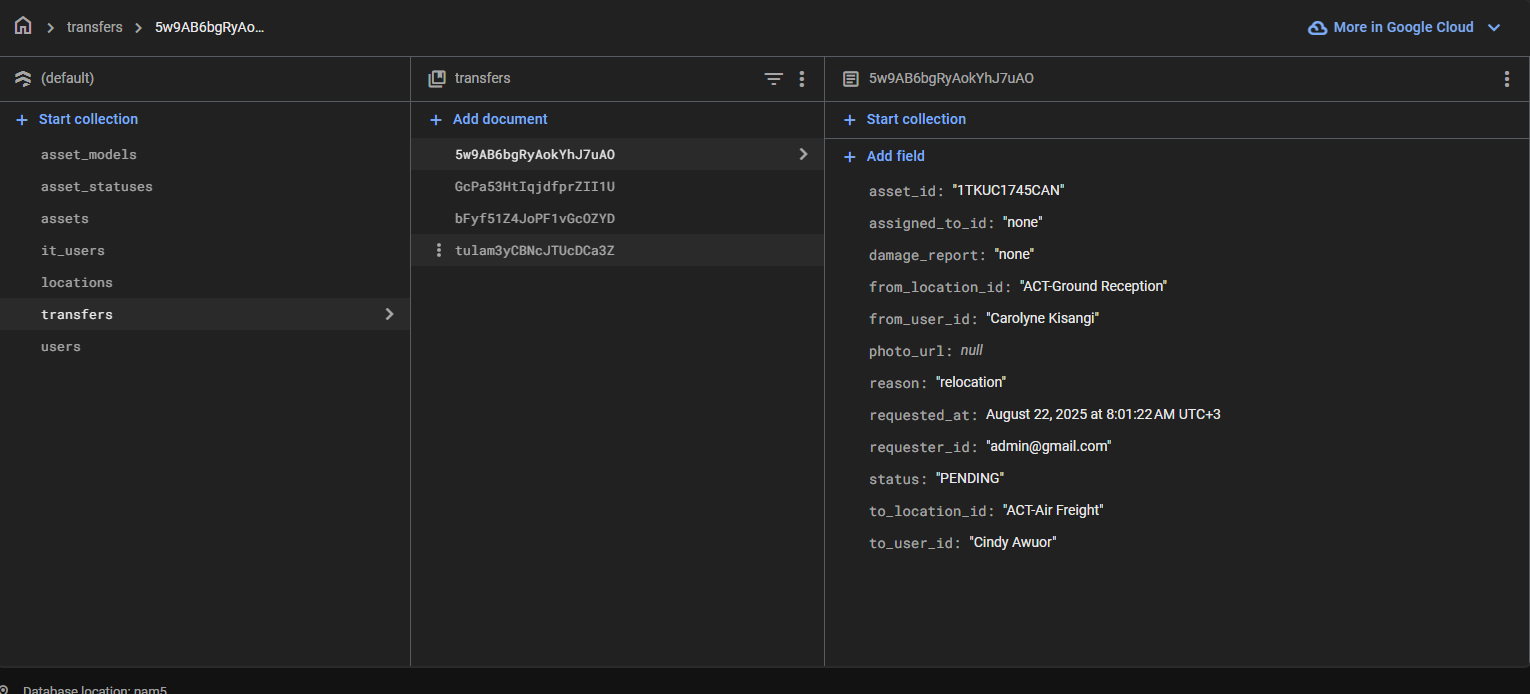 transfers
5w9AB6bgRyAo...
More in Google Cloud
(default)
transfers
5w9AB6bgRyAokYhJ7uAO
Start collection
Add document
Start collection
asset_models
asset_statuses
assets
it_users
locations
transfers
users
5w9AB6bgRyAokYhJ7uAO
GcPa53HtIqjdfprZII1U
bFyf51Z4JoPF1vGcOZYD
tulam3yCBNcJTUcDCa3Z
Add field
asset_id: "1TKUC1745CAN"
assigned_to_id: "none"
damage_report: "none"
from_location_id: "ACT-Ground Reception"
from_user_id: "Carolyne Kisangi"
photo_url: null
reason: "relocation"
requested_at: August 22, 2025 at 8:01:22 AM UTC+3
requester_id: "admin@gmail.com"
status: "PENDING"
to_location_id: "ACT-Air Freight"
to_user_id: "Cindy Awuor"
Database location: nam5